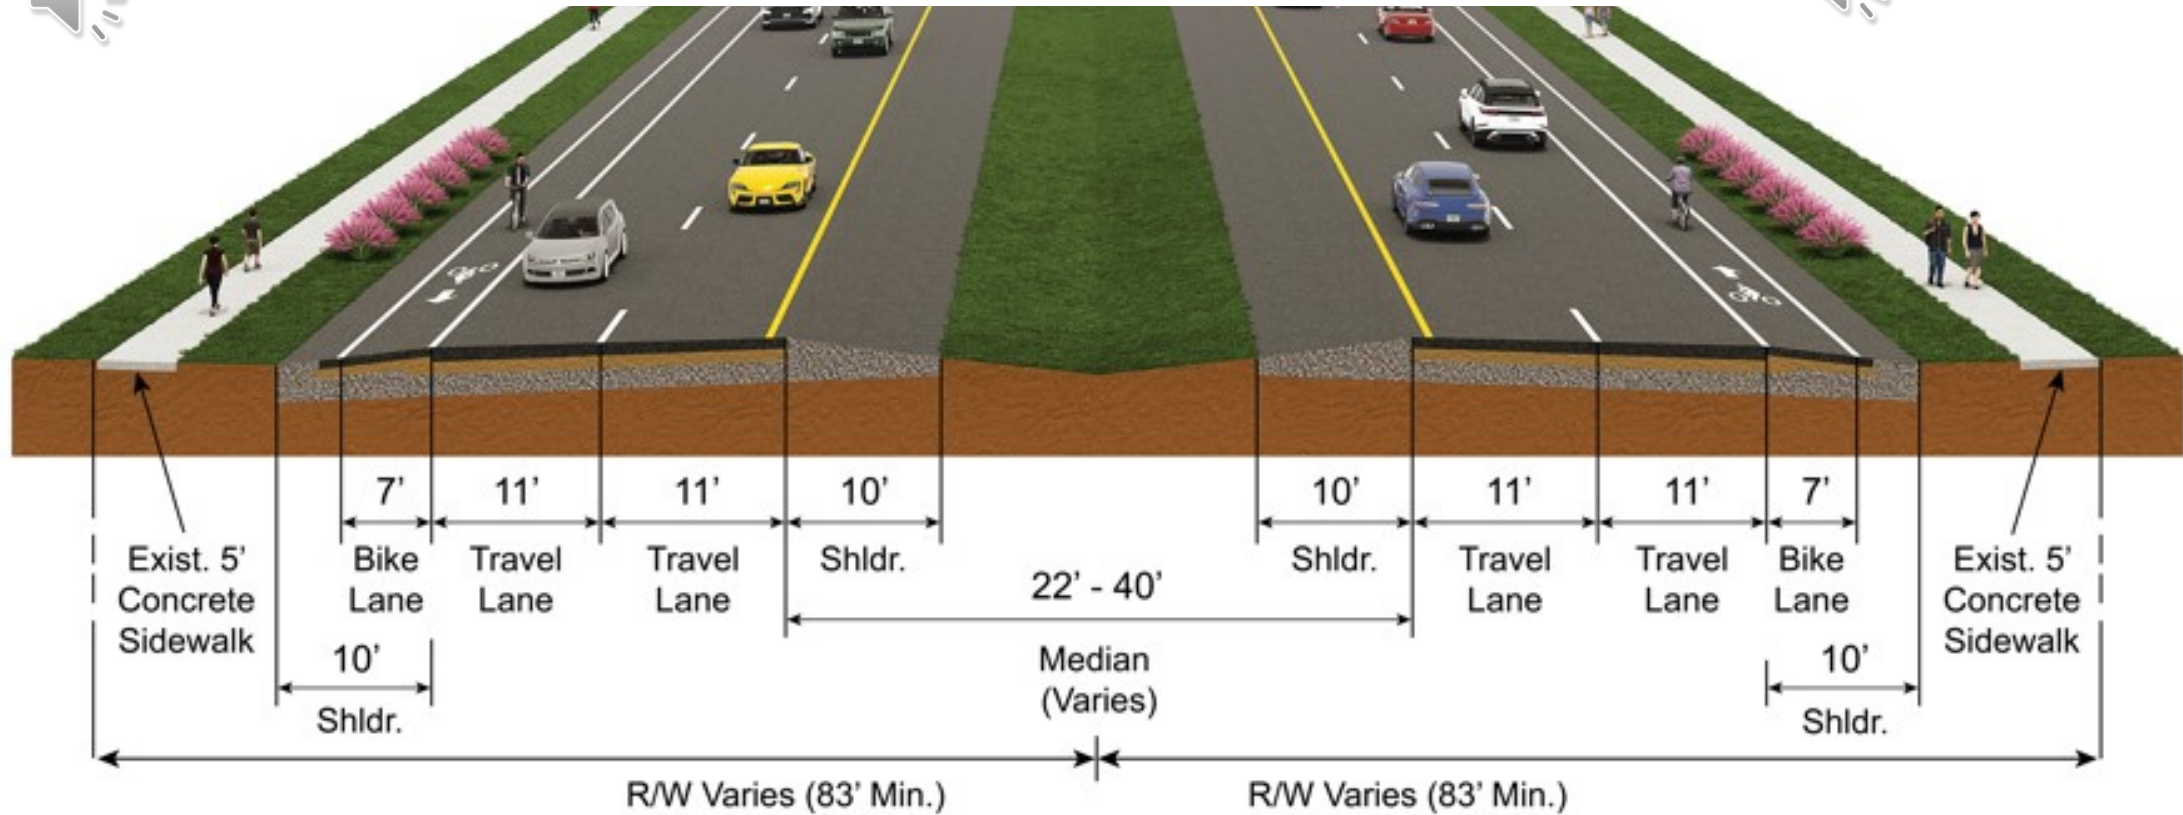 7’ 11’ 11’ 10’ 10’ 11’ 11’ 7’
Exist. 5’ Bike Travel Travel Shldr. Shldr. Travel Travel Bike Exist. 5’
22’ - 40’
Concrete Lane Lane Lane Lane Lane Lane Concrete
Sidewalk Sidewalk
10’ Median 10’
(Varies)
Shldr. Shldr.
R/W Varies (83’ Min.) R/W Varies (83’ Min.)